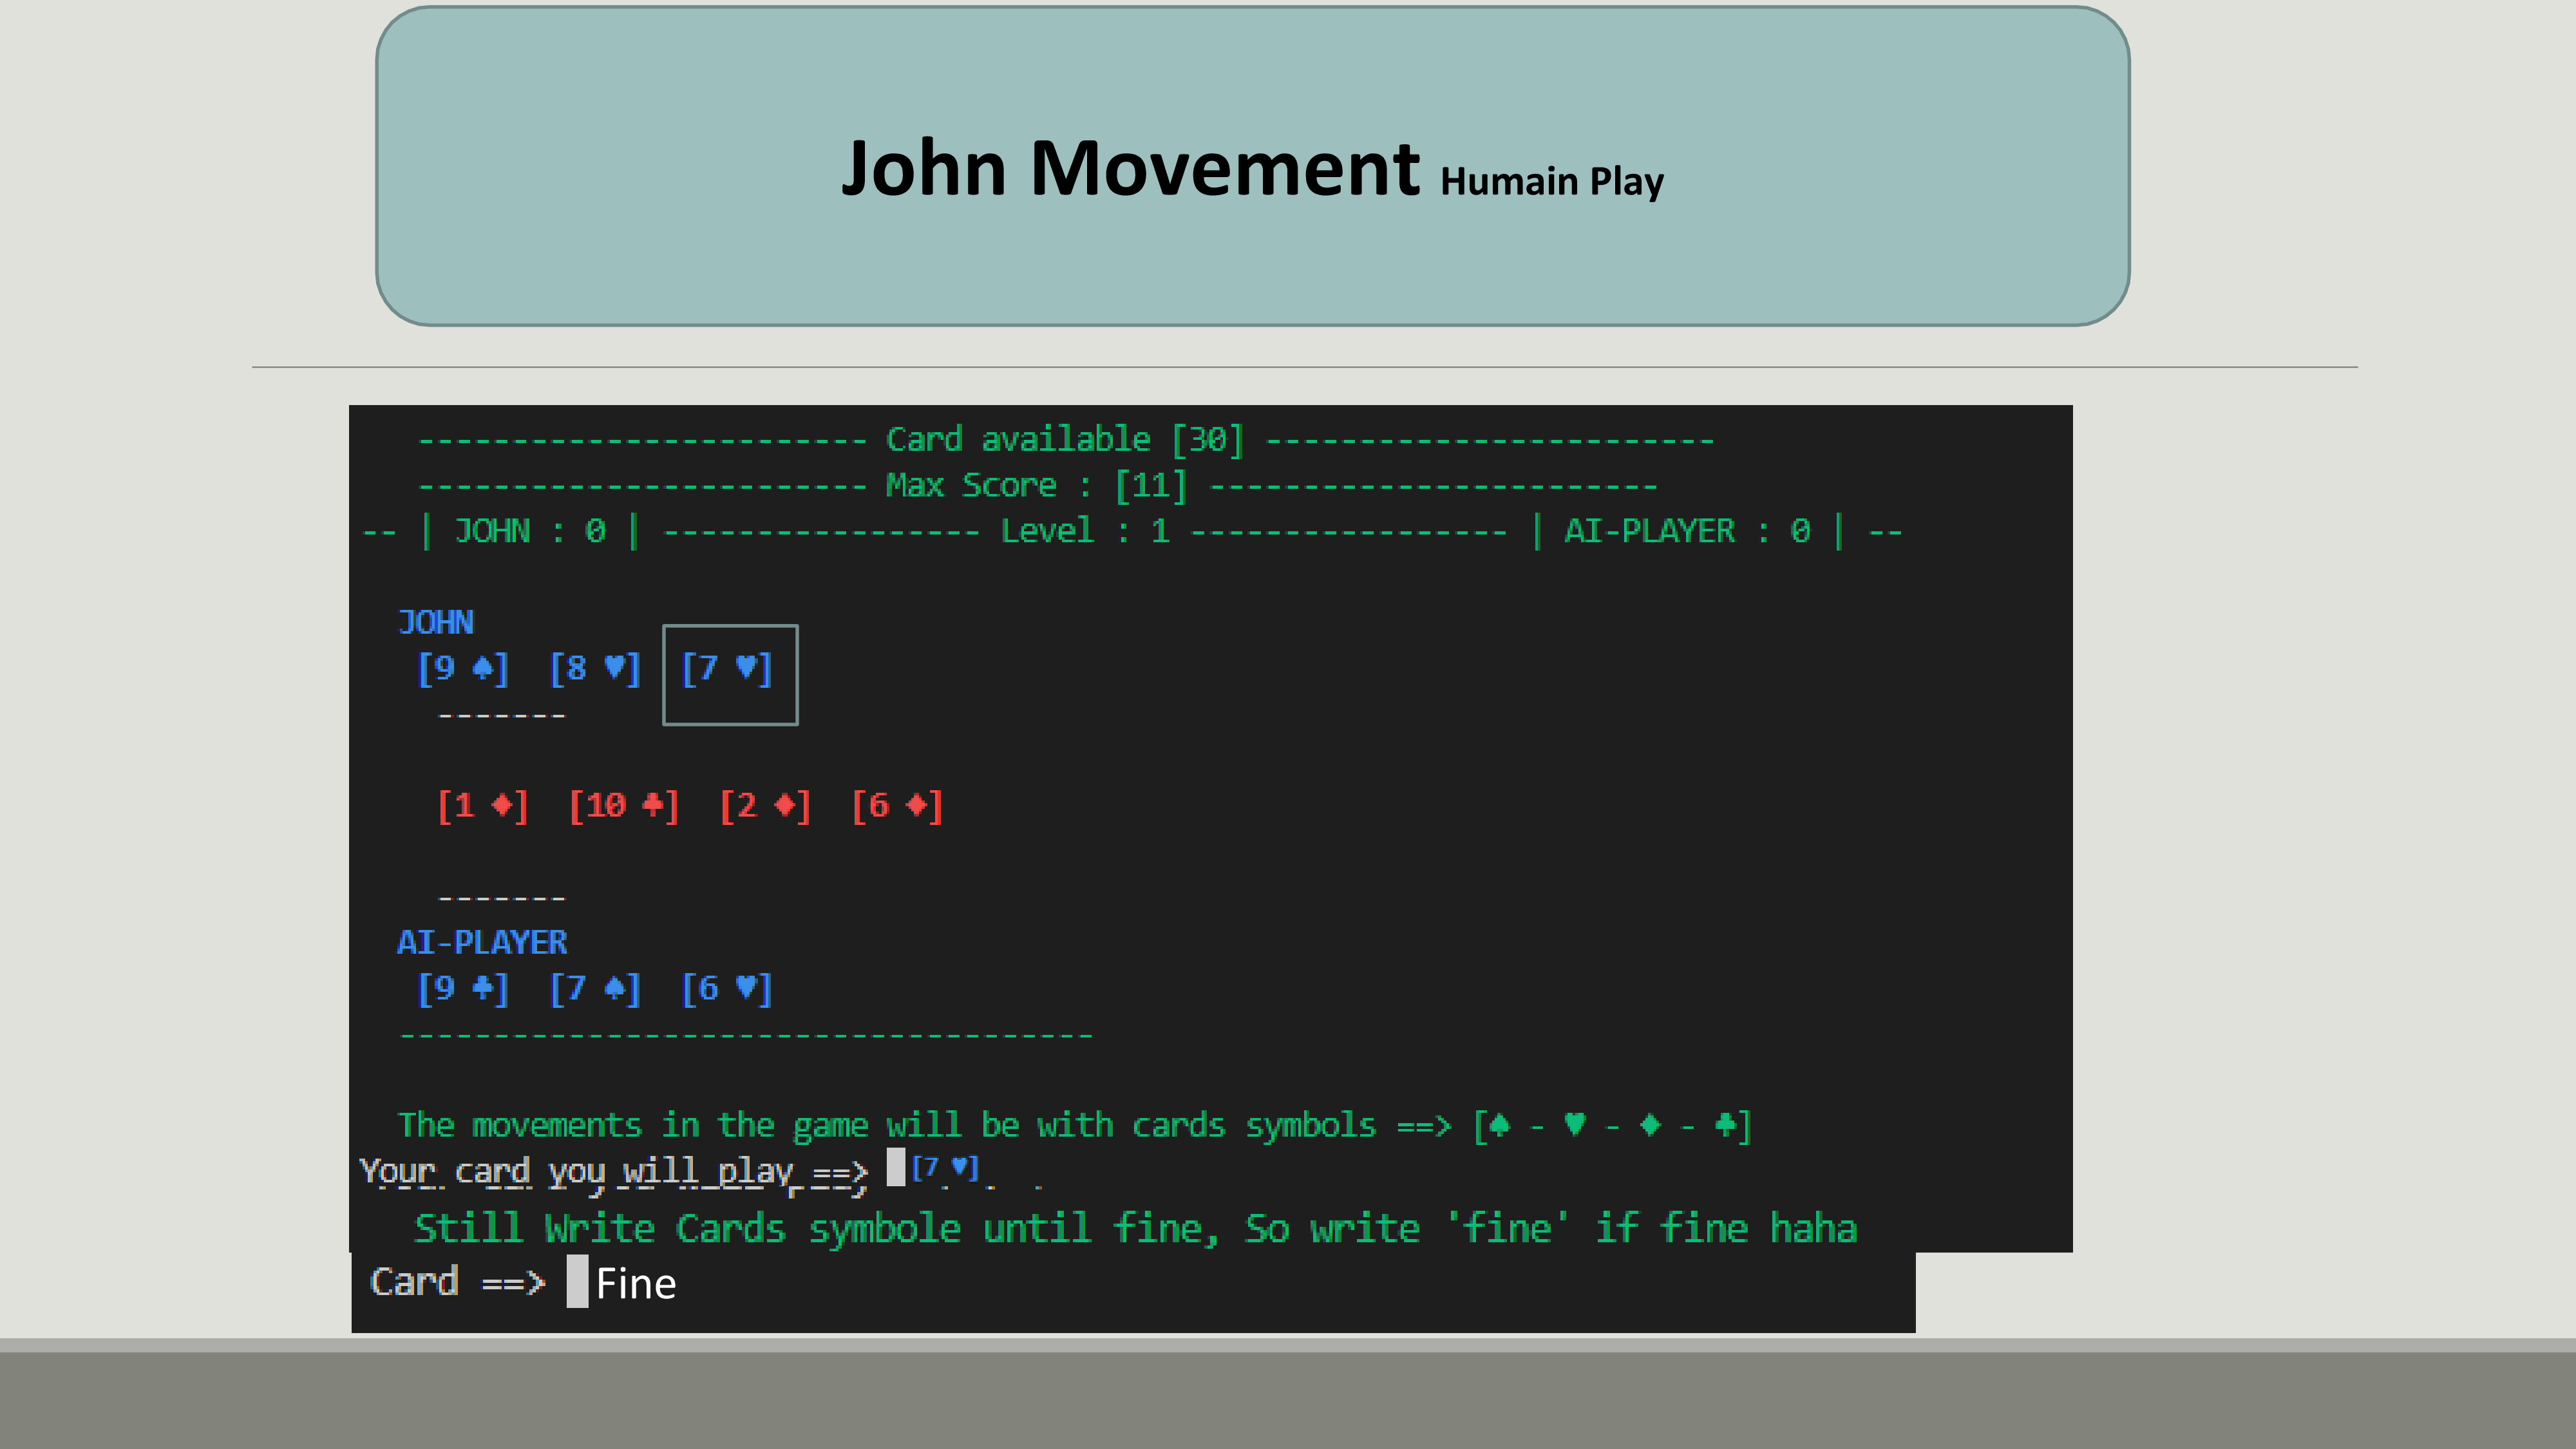 John Movement Humain Play
------------------------ Card available [30] ------------------------
------------------------ Max Score : [11] ------------------------
-- | JOHN : 0 | ----------------- Level : 1 ----------------- | AI-PLAYER : 0 | --
JOHN
[9 ♠] [8 ♥] [7 ♥]
-------
[1 ♦] [10 ♣] [2 ♦] [6 ♦]
-------
AI-PLAYER
[9 ♣] [7 ♠] [6 ♥]
-------------------------------------
The movements in the game will be with cards symbols ==> [♠ - ♥ - ♦ - ♣]
Your card you will play ==> [7 ♥]
Still Write Cards symbole until fine, So write 'fine' if fine haha
Card ==> Fine